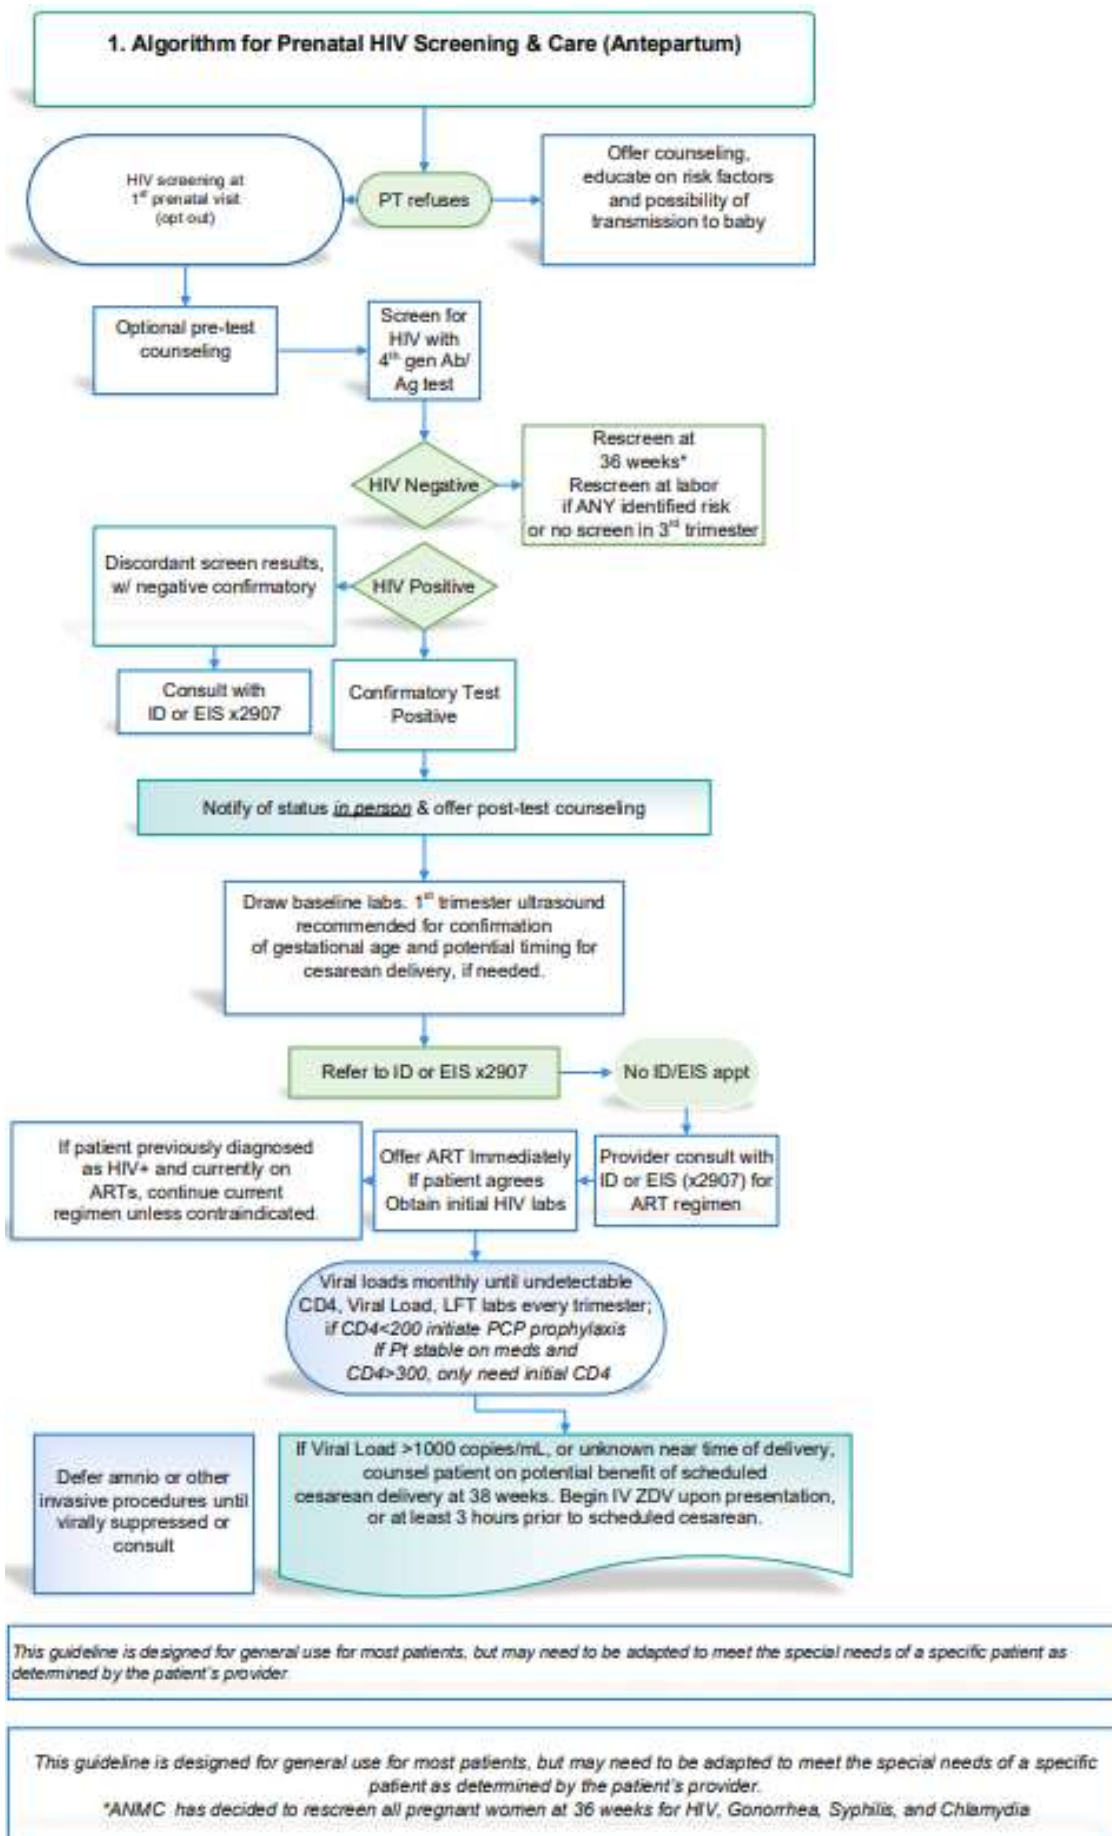 1. Algorithm for Prenatal HIV Screening & Care (Antepartum)
HIV screening at
1st prenatal visit
(opt out)
PT refuses
Offer counseling,
educate on risk factors
and possibility of
transmission to baby
Optional pre-test
counseling
Screen for
HIV with
4th gen Ab/
Ag test
HIV Negative
Rescreen at
36 weeks*
Rescreen at labor
if ANY identified risk
or no screen in 3rd trimester
Discordant screen results,
w/ negative confirmatory
HIV Positive
Consult with
ID or EIS x2907
Confirmatory Test
Positive
Notify of status in person & offer post-test counseling
Draw baseline labs. 1st trimester ultrasound
recommended for confirmation
of gestational age and potential timing for
cesarean delivery, if needed.
Refer to ID or EIS x2907
No ID/EIS appt
If patient previously diagnosed
as HIV+ and currently on
ARTs, continue current
regimen unless contraindicated.
Offer ART Immediately
If patient agrees
Obtain initial HIV labs
Provider consult with
ID or EIS (x2907) for
ART regimen
Viral loads monthly until undetectable
CD4, Viral Load, LFT labs every trimester;
if CD4<200 initiate PCP prophylaxis
If Pt stable on meds and
CD4>300, only need initial CD4
Defer amnio or other
invasive procedures until
virally suppressed or
consult
If Viral Load >1000 copies/mL, or unknown near time of delivery,
counsel patient on potential benefit of scheduled
cesarean delivery at 38 weeks. Begin IV ZDV upon presentation,
or at least 3 hours prior to scheduled cesarean.
This guideline is designed for general use for most patients, but may need to be adapted to meet the special needs of a specific patient as
determined by the patient's provider.
This guideline is designed for general use for most patients, but may need to be adapted to meet the special needs of a specific
patient as determined by the patient's provider.
*ANMC has decided to rescreen all pregnant women at 36 weeks for HIV, Gonorrhea, Syphilis, and Chlamydia